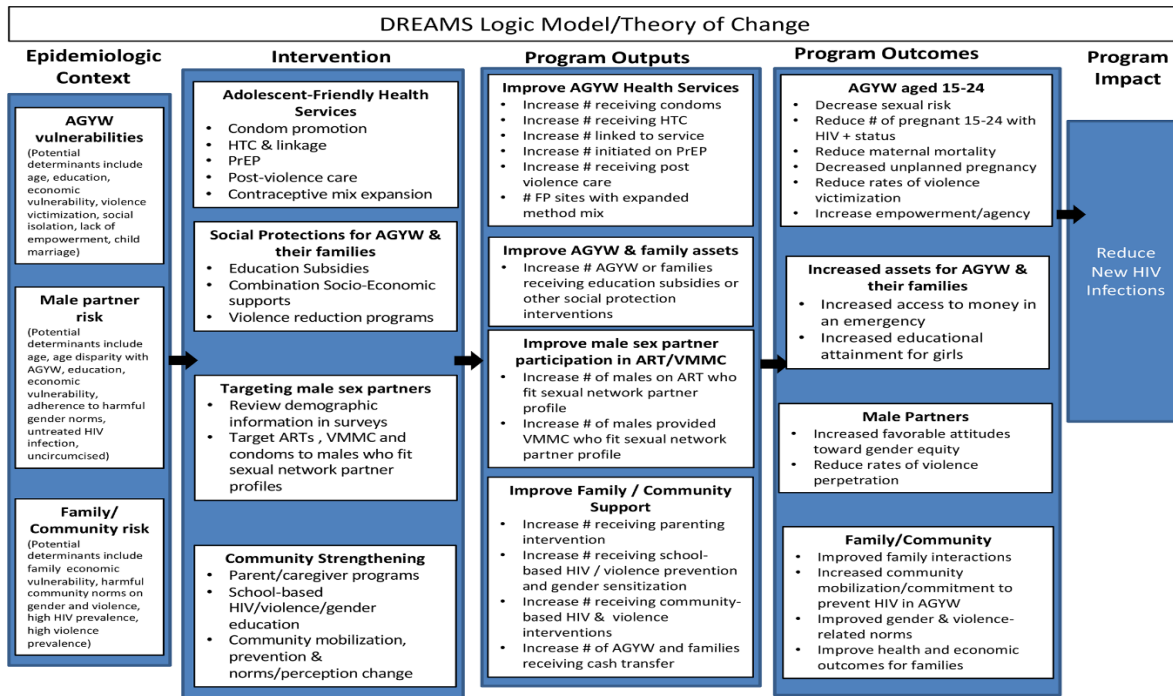 DREAMS Logic Model/Theory of Change
Epidemiologic
Context
AGYW
vulnerabilities
(Potential
determinants include
age, education,
economic
vulnerability, violence
victimization, social
isolation, lack of
empowerment, child
marriage)
Male partner
risk
(Potential
determinants include
age, age disparity with
AGYW, education,
economic
vulnerability,
adherence to harmful
gender norms,
untreated HIV
infection,
uncircumcised)
Family/
Community risk
(Potential
determinants include
family economic
vulnerability, harmful
community norms on
gender and violence,
high HIV prevalence,
high violence
prevalence)
Intervention
Adolescent-Friendly Health
Services
• Condom promotion
• HTC & linkage
• PrEP
• Post-violence care
• Contraceptive mix expansion
Social Protections for AGYW &
their families
• Education Subsidies
• Combination Socio-Economic
supports
• Violence reduction programs
Targeting male sex partners
• Review demographic
information in surveys
• Target ARTs , VMMC and
condoms to males who fit
sexual network partner
profiles
Community Strengthening
• Parent/caregiver programs
• School-based
HIV/violence/gender
education
• Community mobilization,
prevention &
norms/perception change
Program Outputs
Improve AGYW Health Services
• Increase # receiving condoms
• Increase # receiving HTC
• Increase # linked to service
• Increase # initiated on PrEP
• Increase # receiving post
violence care
• # FP sites with expanded
method mix
Improve AGYW & family assets
• Increase # AGYW or families
receiving education subsidies or
other social protection
interventions
Improve male sex partner
participation in ART/VMMC
• Increase # of males on ART who
fit sexual network partner
profile
• Increase # of males provided
VMMC who fit sexual network
partner profile
Improve Family / Community
Support
• Increase # receiving parenting
intervention
• Increase # receiving school-
based HIV / violence prevention
and gender sensitization
• Increase # receiving community-
based HIV & violence
interventions
• Increase # of AGYW and families
receiving cash transfer
Program Outcomes
AGYW aged 15-24
• Decrease sexual risk
• Reduce # of pregnant 15-24 with
HIV + status
• Reduce maternal mortality
• Decreased unplanned pregnancy
• Reduce rates of violence
victimization
• Increase empowerment/agency
Increased assets for AGYW &
their families
• Increased access to money in
an emergency
• Increased educational
attainment for girls
Male Partners
• Increased favorable attitudes
toward gender equity
• Reduce rates of violence
perpetration
Family/Community
• Improved family interactions
• Increased community
mobilization/commitment to
prevent HIV in AGYW
• Improved gender & violence-
related norms
• Improve health and economic
outcomes for families
Program
Impact
Reduce
New HIV
Infections